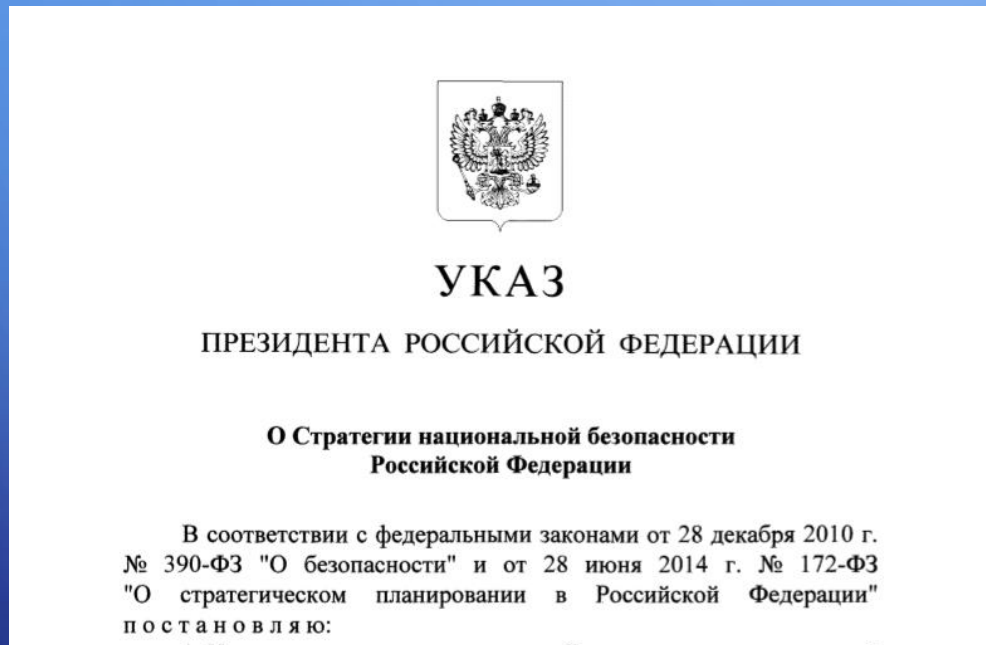 УКАЗ
ПРЕЗИДЕНТА РОССИЙСКОЙ ФЕДЕРАЦИИ
О Стратегии национальной безопасности
Российской Федерации
В соответствии с федеральными законами от 28 декабря 2010 г.
№ 390-ФЗ "О безопасности" и от 28 июня 2014 г. № 172-ФЗ
"О стратегическом планировании в Российской Федерации"
п о с т а н о в л я ю: